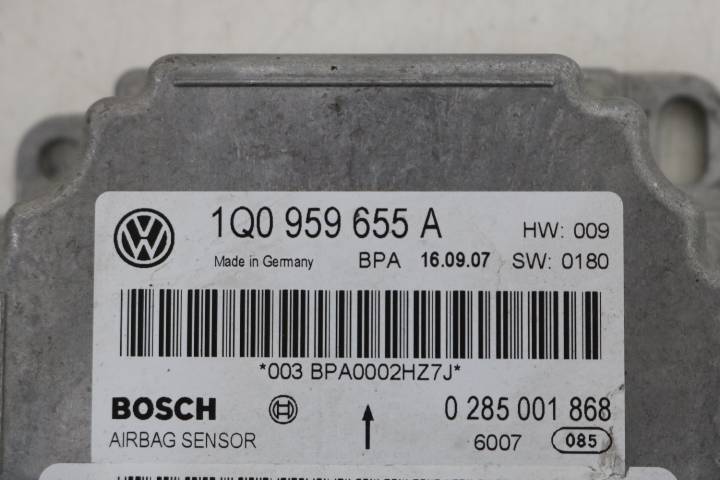 1Q0 959 655 A
HW: 009
Made in Germany BPA 16.09.07 SW: 0180
*003 BPA0002HZ7J*
BOSCH 0 285 001 868
AIRBAG SENSOR 6007 085